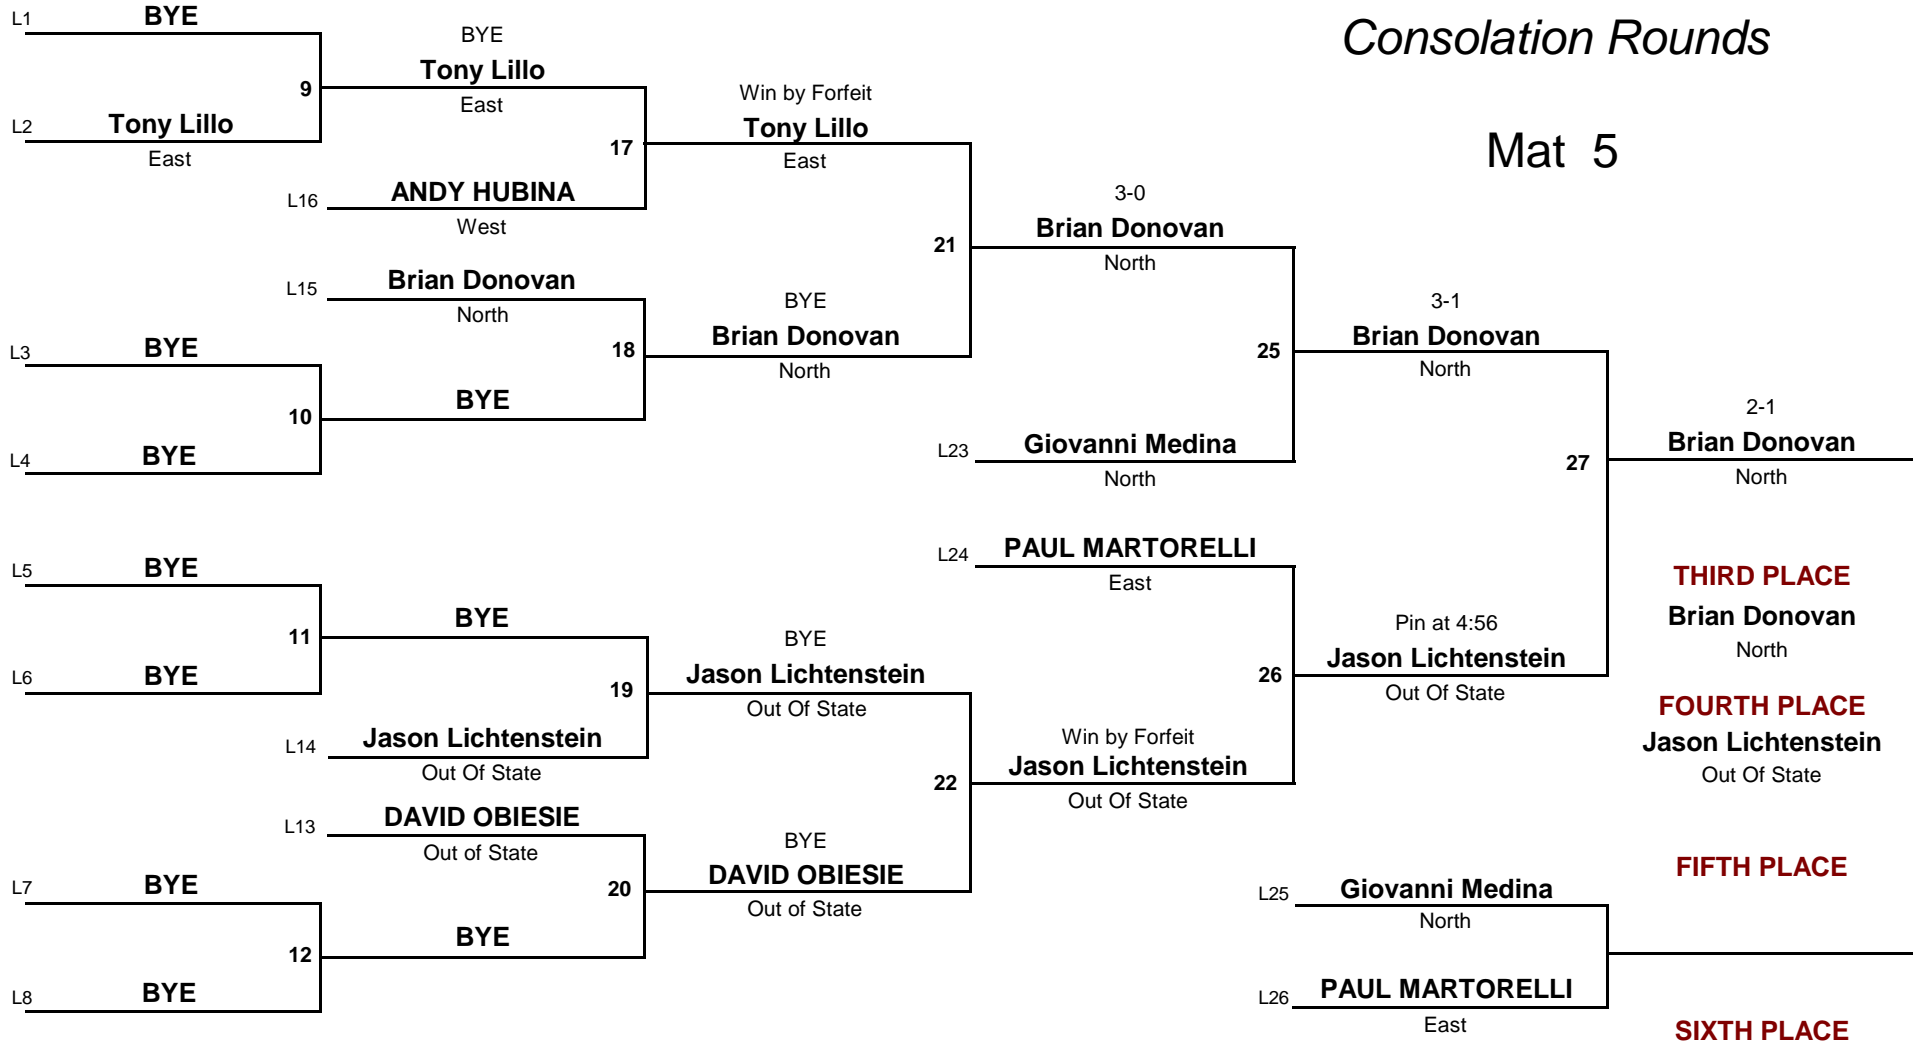 Consolation Rounds
Mat 5
L1 BYE
9
L2 Tony Lillo
East
BYE
Tony Lillo
East
17
L16 ANDY HUBINA
West
Win by Forfeit
Tony Lillo
East
21
L15 Brian Donovan
North
18
BYE
Brian Donovan
North
L3 BYE
10
BYE
L4 BYE
3-0
Brian Donovan
North
25
L23 Giovanni Medina
North
3-1
Brian Donovan
North
27
2-1
Brian Donovan
North
L5 BYE
11
BYE
L6 BYE
19
L14 Jason Lichtenstein
Out Of State
BYE
Jason Lichtenstein
Out Of State
22
L13 DAVID OBIESIE
Out of State
20
BYE
DAVID OBIESIE
Out of State
L7 BYE
12
BYE
L8 BYE
L24 PAUL MARTORELLI
East
26
Win by Forfeit
Jason Lichtenstein
Out Of State
Pin at 4:56
Jason Lichtenstein
Out Of State
THIRD PLACE
Brian Donovan
North
FOURTH PLACE
Jason Lichtenstein
Out Of State
L25 Giovanni Medina
North
L26 PAUL MARTORELLI
East
FIFTH PLACE
SIXTH PLACE